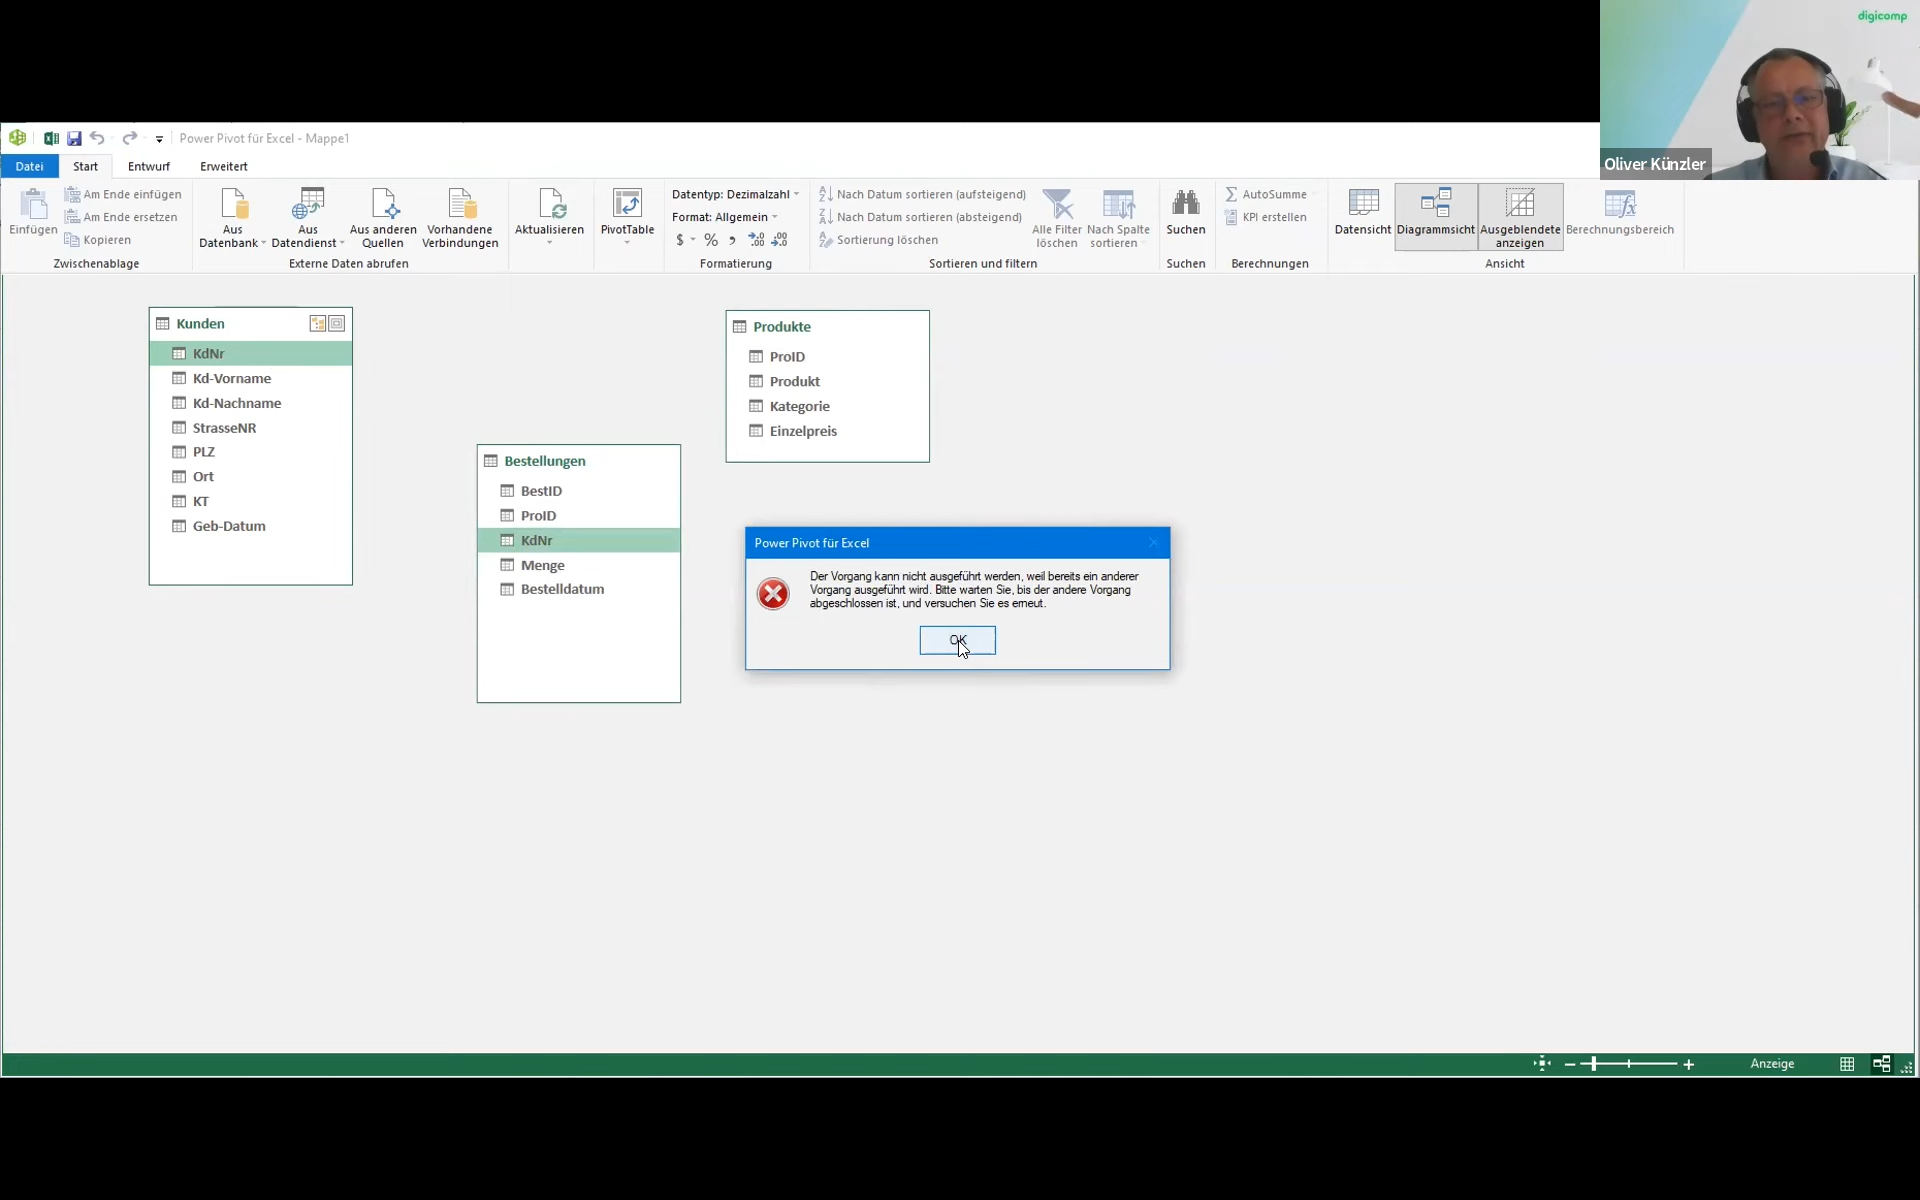 digicomp
Oliver Künzler
Power Pivot für Excel - Mappe1
Datei
Start
Entwurf
Erweitert
Einfügen
Am Ende einfügen
Am Ende ersetzen
Kopieren
Zwischenablage
Aus
Datenbank
Aus
Datendienst
Aus anderen
Quellen
Vorhandene
Verbindungen
Externe Daten abrufen
Aktualisieren
PivotTable
Datentyp: Dezimalzahl
Format: Allgemein
$ % , ,00 ,00
Formatierung
Nach Datum sortieren (aufsteigend)
Nach Datum sortieren (absteigend)
Sortierung löschen
Alle Filter
löschen
Nach Spalte
sortieren
Sortieren und filtern
Suchen
Suchen
AutoSumme
KPI erstellen
Berechnungen
Datensicht
Diagrammsicht
Ausgeblendete
anzeigen
Berechnungsbereich
Ansicht
Kunden
KdNr
Kd-Vorname
Kd-Nachname
StrasseNR
PLZ
Ort
KT
Geb-Datum
Bestellungen
BestID
ProID
KdNr
Menge
Bestelldatum
Produkte
ProID
Produkt
Kategorie
Einzelpreis
Power Pivot für Excel
Der Vorgang kann nicht ausgeführt werden, weil bereits ein anderer
Vorgang ausgeführt wird. Bitte warten Sie, bis der andere Vorgang
abgeschlossen ist, und versuchen Sie es erneut.
OK
Anzeige